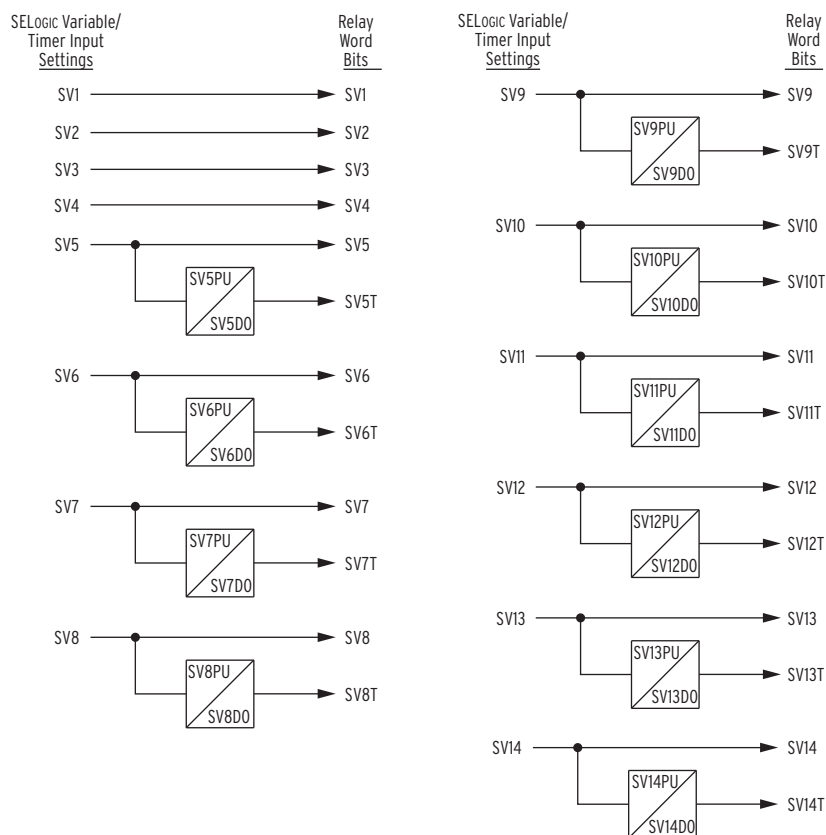 SELOGIC Variable/
Timer Input
Settings
Relay
Word
Bits
SV1 SV1
SV2 SV2
SV3 SV3
SV4 SV4
SV5 SV5
SV5PU
SV5DO
SV5T
SV6 SV6
SV6PU
SV6DO
SV6T
SV7 SV7
SV7PU
SV7DO
SV7T
SV8 SV8
SV8PU
SV8DO
SV8T
SELOGIC Variable/
Timer Input
Settings
Relay
Word
Bits
SV9 SV9
SV9PU
SV9DO
SV9T
SV10 SV10
SV10PU
SV10DO
SV10T
SV11 SV11
SV11PU
SV11DO
SV11T
SV12 SV12
SV12PU
SV12DO
SV12T
SV13 SV13
SV13PU
SV13DO
SV13T
SV14 SV14
SV14PU
SV14DO
SV14T